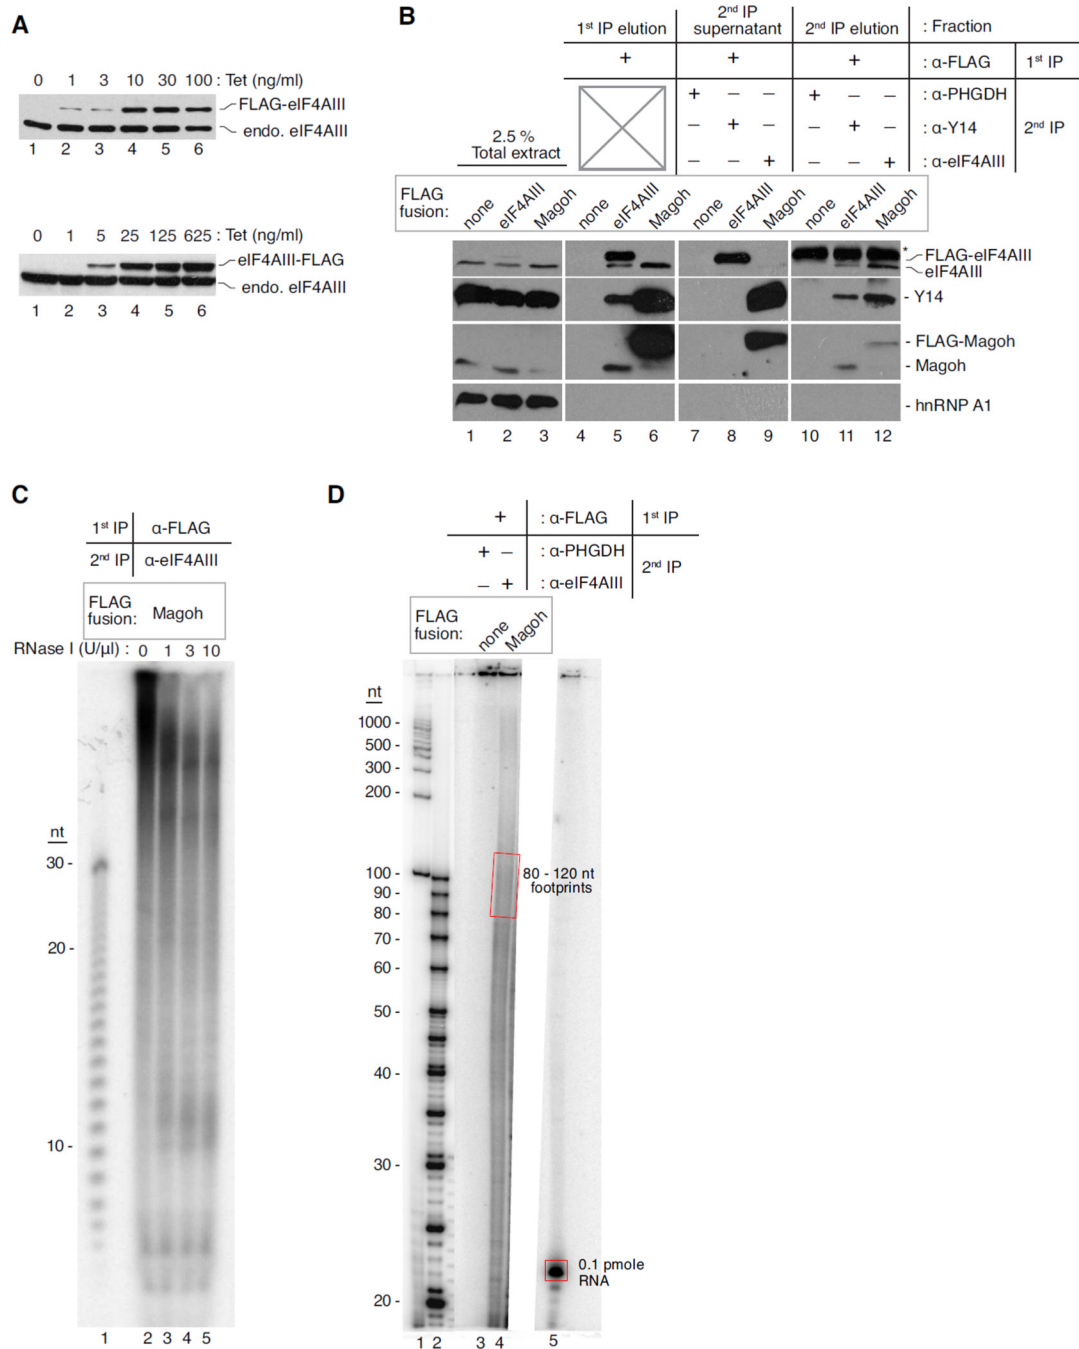 A
0 1 3 10 30 100 : Tet (ng/ml)
FLAG-eIF4AIII
endo. eIF4AIII
1 2 3 4 5 6
0 1 5 25 125 625 : Tet (ng/ml)
eIF4AIII-FLAG
endo. eIF4AIII
1 2 3 4 5 6
B
1st IP elution
2nd IP
supernatant
2nd IP elution
: Fraction
+ + + : α-FLAG 1st IP
+ – – + – – : α-PHGDH
– + – – + – : α-Y14
2nd IP
– – + – – + : α-eIF4AIII
2.5 %
Total extract
FLAG
fusion:
none eIF4AIII Magoh none eIF4AIII Magoh none eIF4AIII Magoh none eIF4AIII Magoh
*
FLAG-eIF4AIII
eIF4AIII
- Y14
- FLAG-Magoh
- Magoh
- hnRNP A1
1 2 3 4 5 6 7 8 9 10 11 12
C
1st IP α-FLAG
2nd IP α-eIF4AIII
FLAG
fusion:
Magoh
RNase I (U/µl) : 0 1 3 10
nt
30 -
20 -
10 -
1 2 3 4 5
D
+ : α-FLAG 1st IP
+ – : α-PHGDH
2nd IP
– + : α-eIF4AIII
FLAG
fusion:
none Magoh
nt
1000 -
500 -
300 -
200 -
100 -
90 -
80 -
70 -
60 -
50 -
40 -
30 -
20 -
80 - 120 nt
footprints
0.1 pmole
RNA
1 2 3 4 5